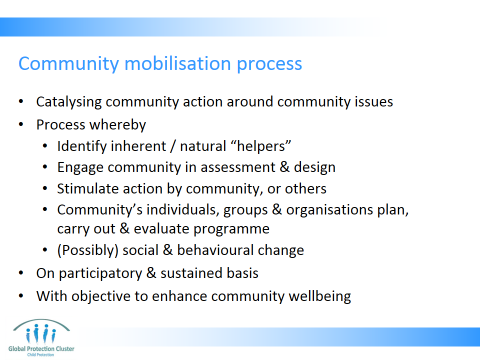 Community mobilisation process
• Catalysing community action around community issues
• Process whereby
• Identify inherent / natural “helpers”
• Engage community in assessment & design
• Stimulate action by community, or others
• Community’s individuals, groups & organisations plan,
carry out & evaluate programme
• (Possibly) social & behavioural change
• On participatory & sustained basis
• With objective to enhance community wellbeing
Global Protection Cluster
Child Protection